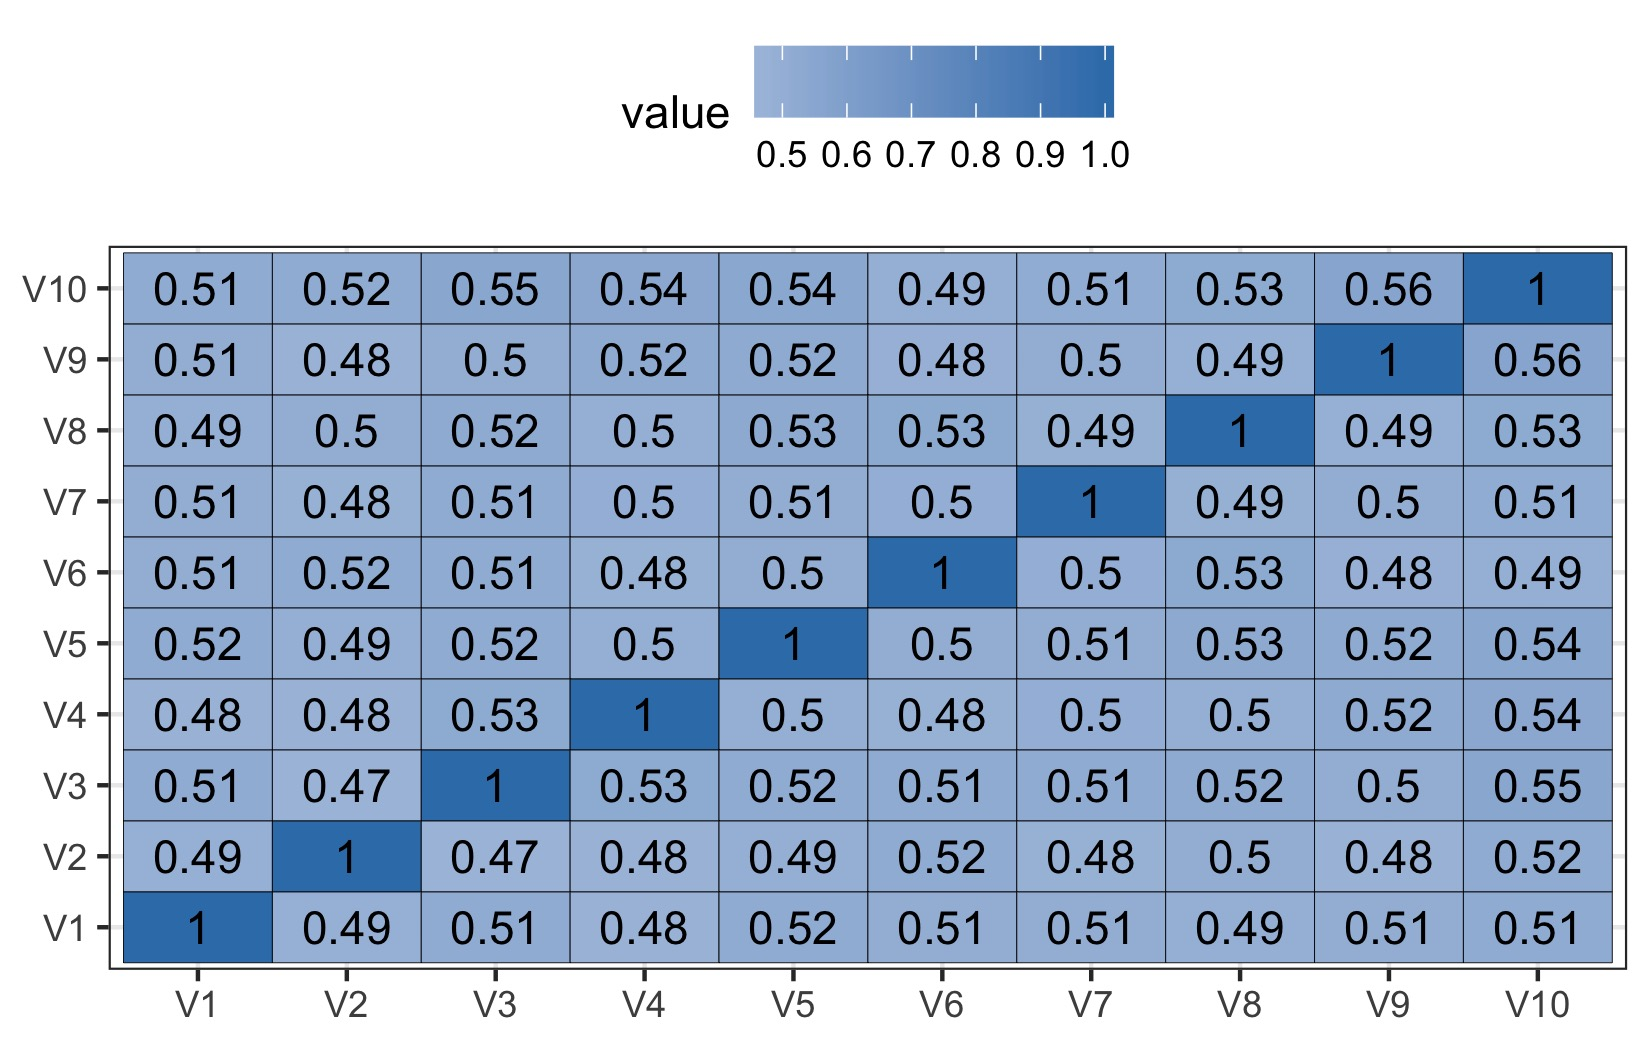 value
0.5 0.6 0.7 0.8 0.9 1.0
V10 0.51 0.52 0.55 0.54 0.54 0.49 0.51 0.53 0.56 1
V9 0.51 0.48 0.5 0.52 0.52 0.48 0.5 0.49 1 0.56
V8 0.49 0.5 0.52 0.5 0.53 0.53 0.49 1 0.49 0.53
V7 0.51 0.48 0.51 0.5 0.51 0.5 1 0.49 0.5 0.51
V6 0.51 0.52 0.51 0.48 0.5 1 0.5 0.53 0.48 0.49
V5 0.52 0.49 0.52 0.5 1 0.5 0.51 0.53 0.52 0.54
V4 0.48 0.48 0.53 1 0.5 0.48 0.5 0.5 0.52 0.54
V3 0.51 0.47 1 0.53 0.52 0.51 0.51 0.52 0.5 0.55
V2 0.49 1 0.47 0.48 0.49 0.52 0.48 0.5 0.48 0.52
V1 1 0.49 0.51 0.48 0.52 0.51 0.51 0.49 0.51 0.51
V1 V2 V3 V4 V5 V6 V7 V8 V9 V10